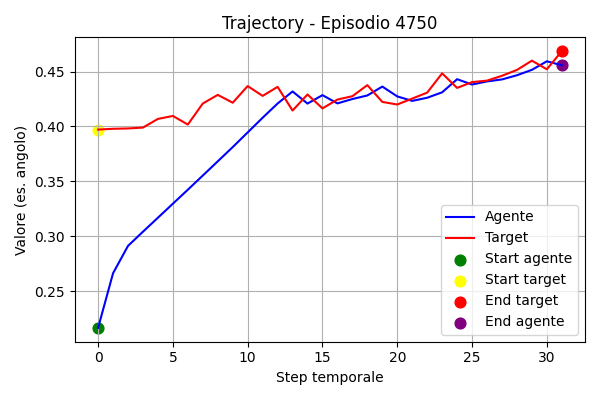 Trajectory - Episodio 4750
Valore (es. angolo)
0.45
0.40
0.35
0.30
0.25
0
5
10
15
20
25
30
Step temporale
Agente
Target
Start agente
Start target
End target
End agente